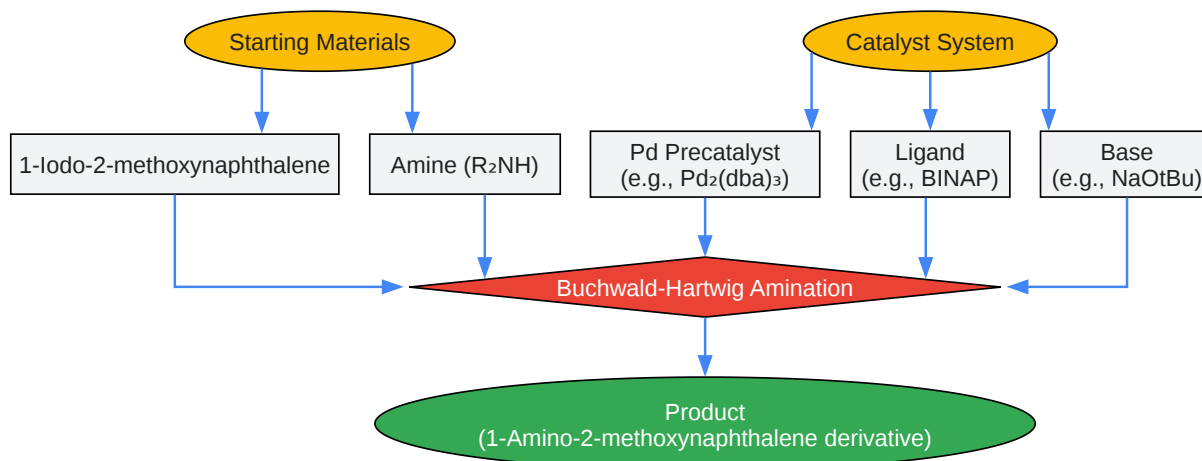 Starting Materials
Catalyst System
1-Iodo-2-methoxynaphthalene
Amine (R₂NH)
Pd Precatalyst
(e.g., Pd₂(dba)₃)
Ligand
(e.g., BINAP)
Base
(e.g., NaOtBu)
Buchwald-Hartwig Amination
Product
(1-Amino-2-methoxynaphthalene derivative)